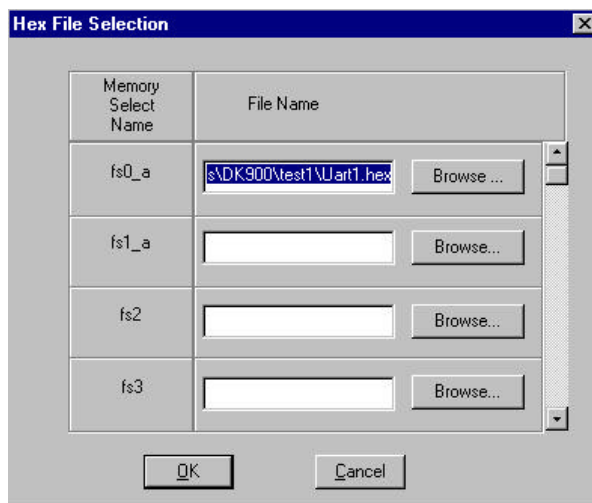 Hex File Selection
Memory
Select
Name
File Name
fs0_a
s\DK900\test1\Uart1.hex
Browse ...
fs1_a
Browse...
fs2
Browse...
fs3
Browse...
OK
Cancel